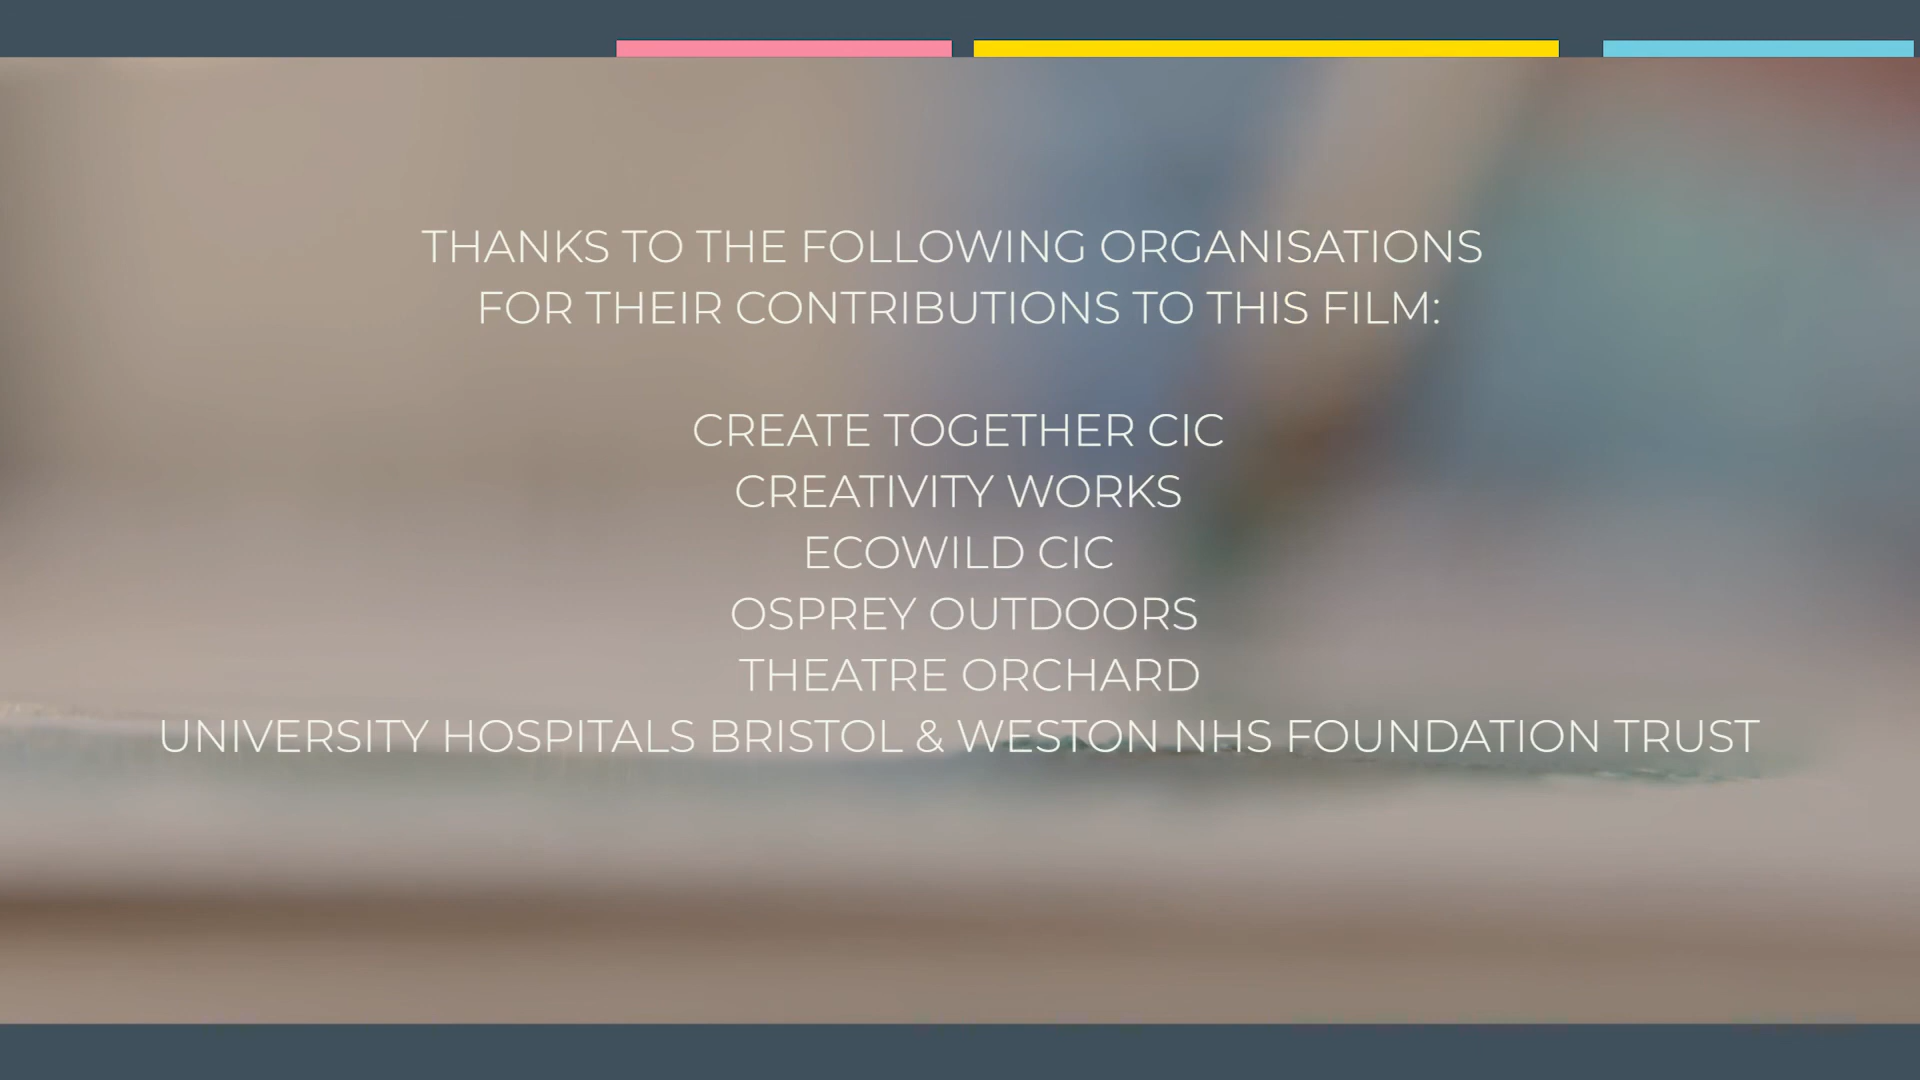 THANKS TO THE FOLLOWING ORGANISATIONS
FOR THEIR CONTRIBUTIONS TO THIS FILM:
CREATE TOGETHER CIC
CREATIVITY WORKS
ECOWILD CIC
OSPREY OUTDOORS
THEATRE ORCHARD
UNIVERSITY HOSPITALS BRISTOL & WESTON NHS FOUNDATION TRUST